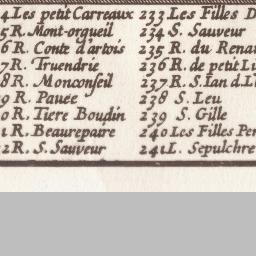 4 Les petit Carreaux
5 R. Mont-orgueil
6 R. Conte d'artois
7 R. Truendrie
8 R. Monconseil
9 R. Pauée
0 R. Tiere Boudin
1 R. Beaurepaire
2 R. S. Sauveur
233 Les Filles D
234 S. Sauveur
235 R. du Renar
236 R. de petit Li
237 R. S. Ian d. L
238 S. Leu
239 S. Gille
240 Les Filles Pen
241 L. Sepulchre